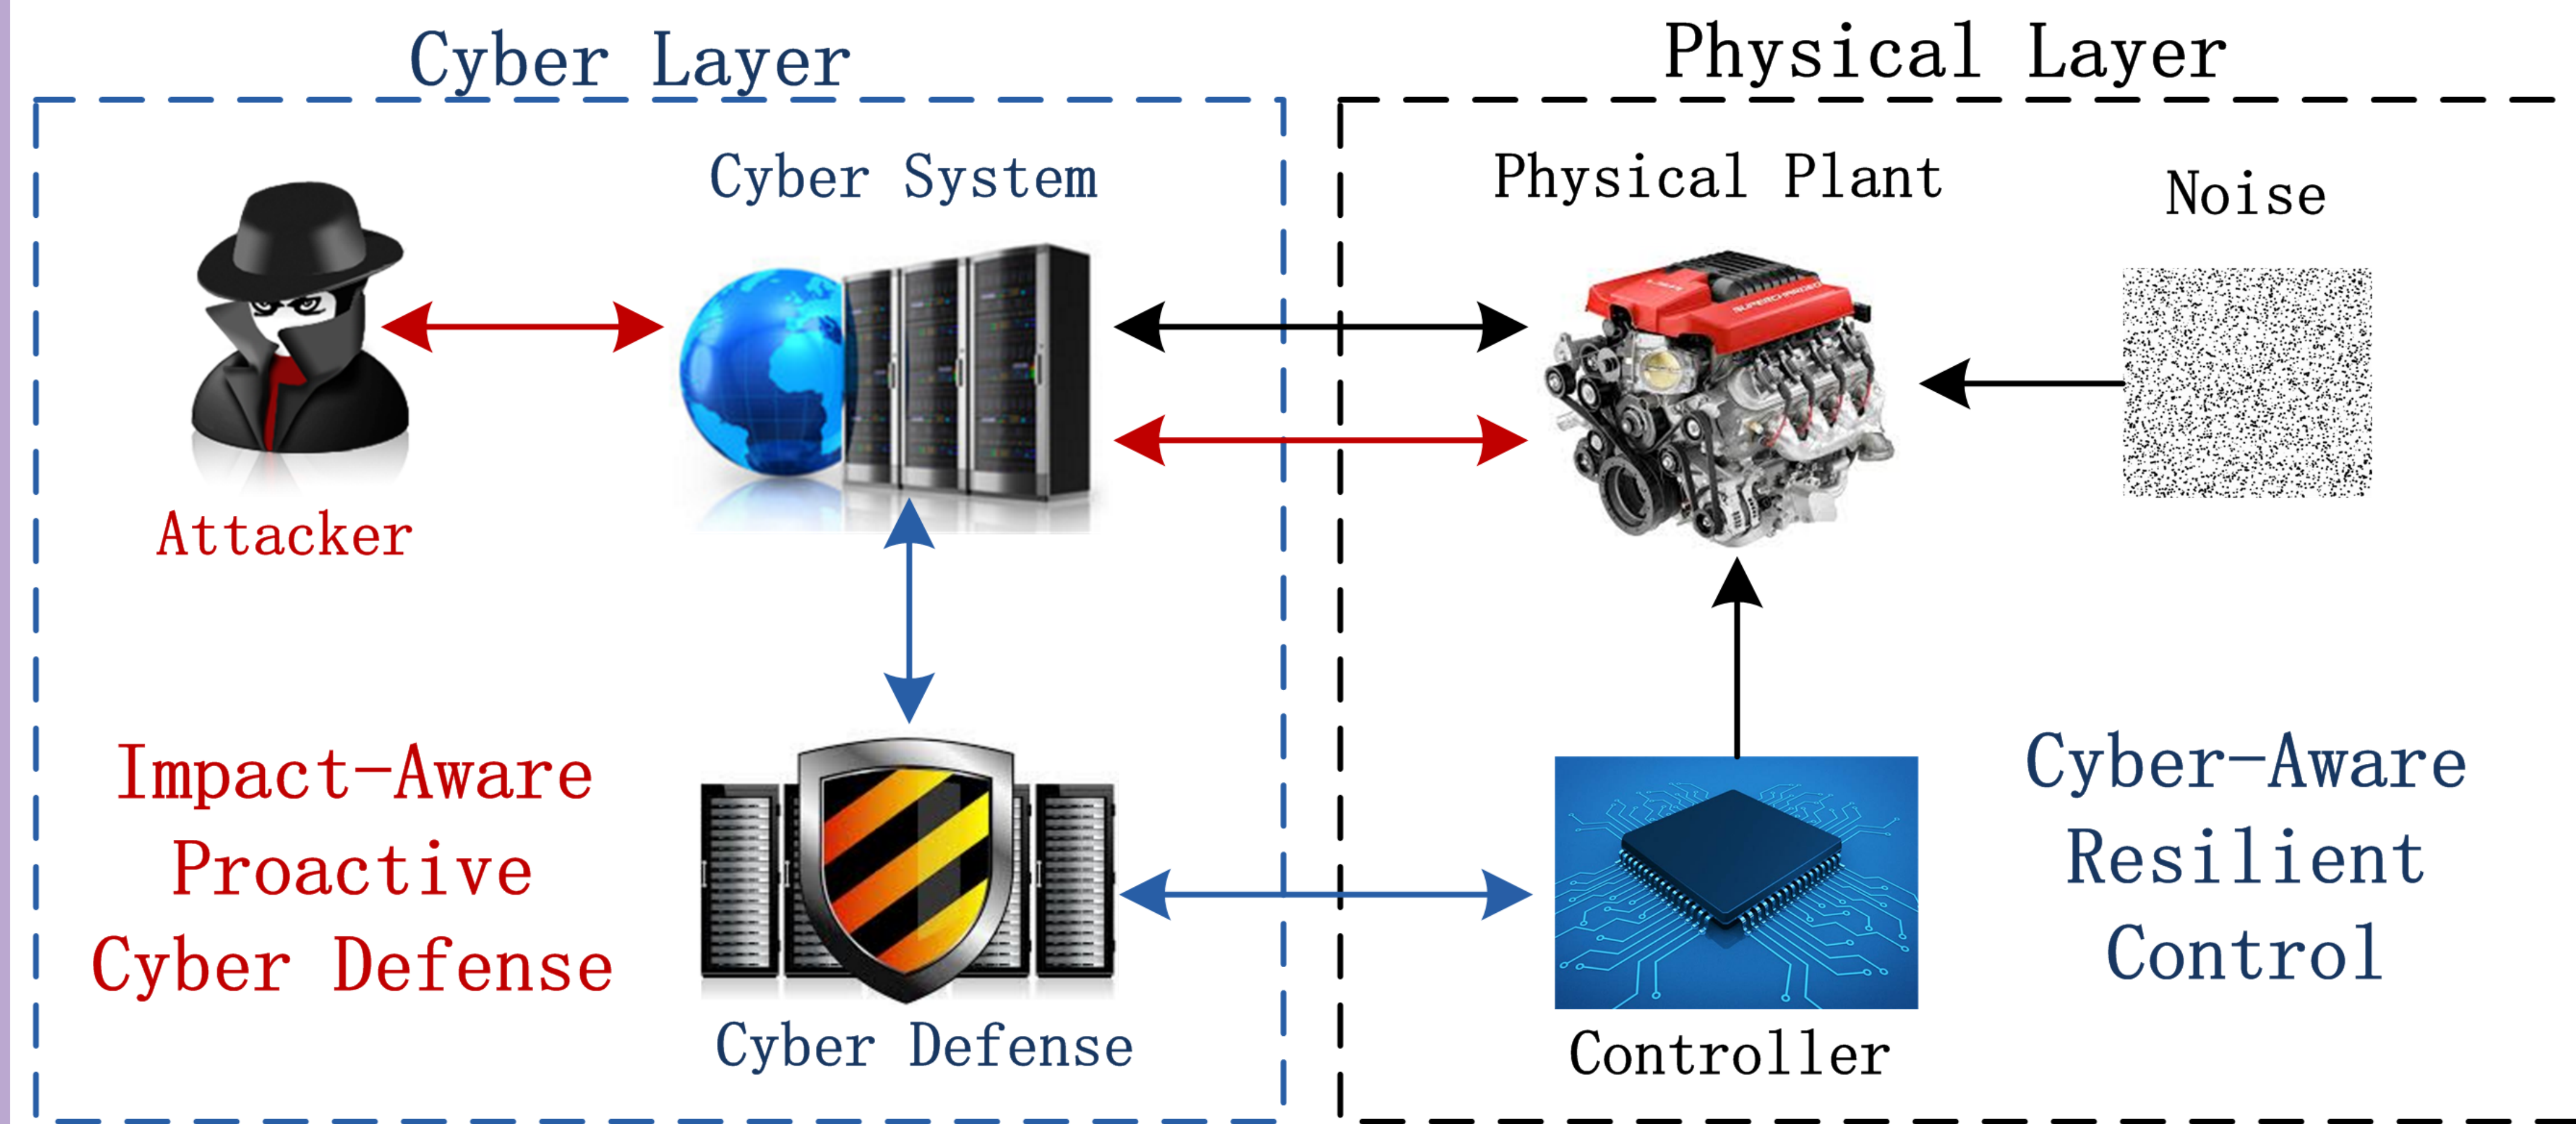 Cyber Layer
Physical Layer
Cyber System
Physical Plant
Noise
SUPERCHARGED
Attacker
Impact-Aware
Proactive
Cyber Defense
Cyber-Aware
Resilient
Control
Cyber Defense
Controller